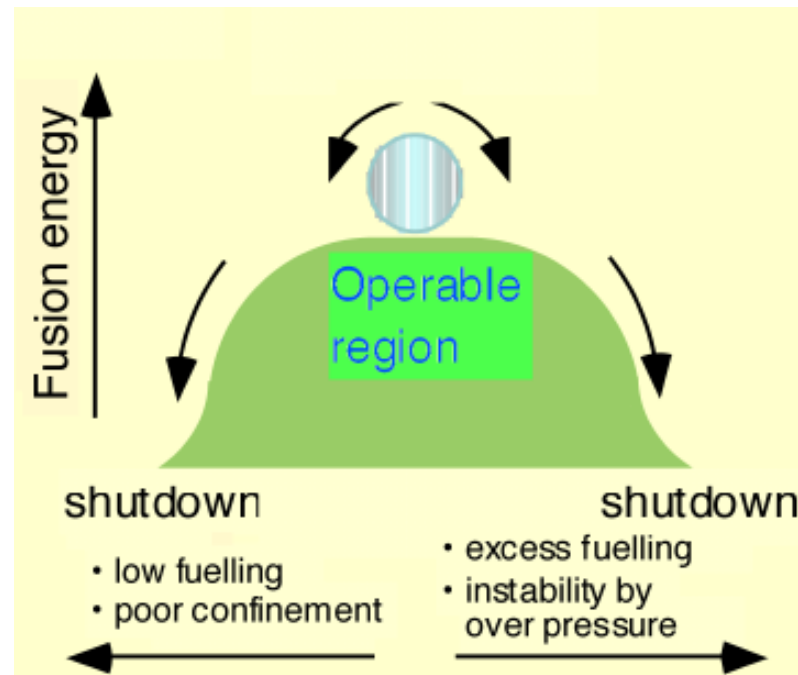 Fusion energy
Operable
region
shutdown
• low fuelling
• poor confinement
shutdown
• excess fuelling
• instability by
over pressure